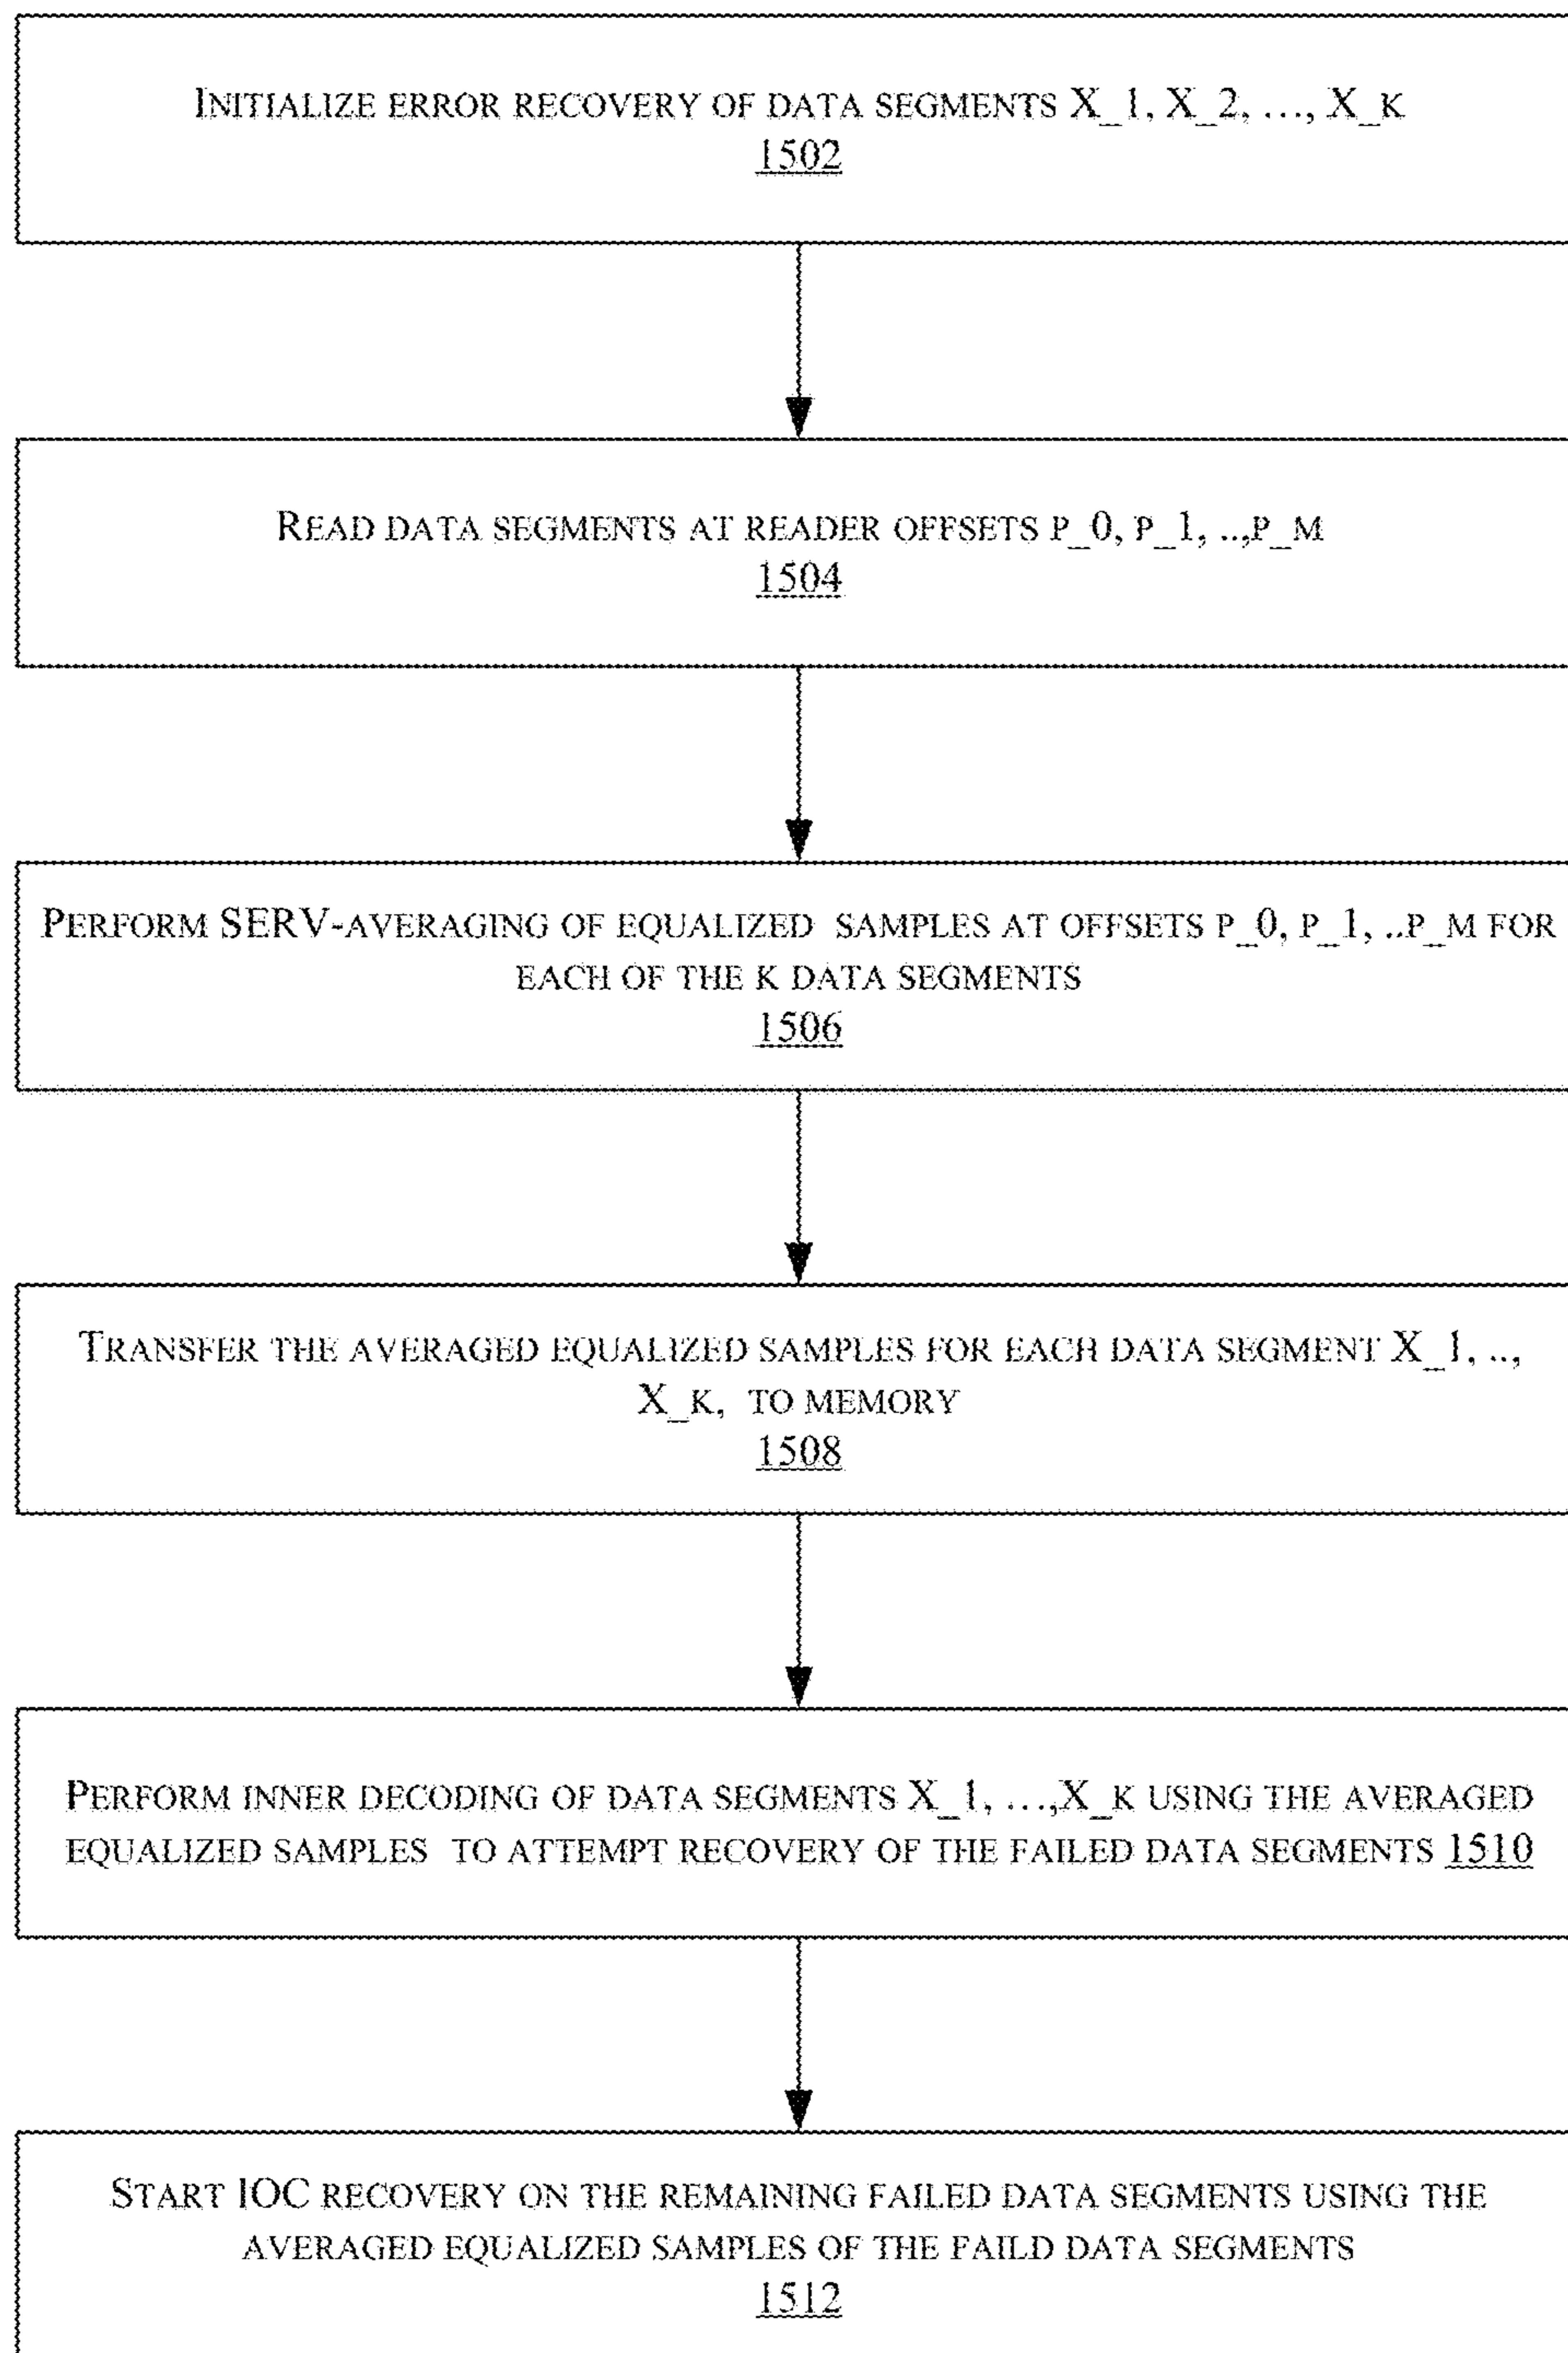 INITIALIZE ERROR RECOVERY OF DATA SEGMENTS X_1, X_2, ..., X_K
1502
READ DATA SEGMENTS AT READER OFFSETS P_0, P_1, ..,P_M
1504
PERFORM SERV-AVERAGING OF EQUALIZED SAMPLES AT OFFSETS P_0, P_1, ..P_M FOR
EACH OF THE K DATA SEGMENTS
1506
TRANSFER THE AVERAGED EQUALIZED SAMPLES FOR EACH DATA SEGMENT X_1, ..,
X_K, TO MEMORY
1508
PERFORM INNER DECODING OF DATA SEGMENTS X_1, ...,X_K USING THE AVERAGED
EQUALIZED SAMPLES TO ATTEMPT RECOVERY OF THE FAILED DATA SEGMENTS 1510
START IOC RECOVERY ON THE REMAINING FAILED DATA SEGMENTS USING THE
AVERAGED EQUALIZED SAMPLES OF THE FAILD DATA SEGMENTS
1512